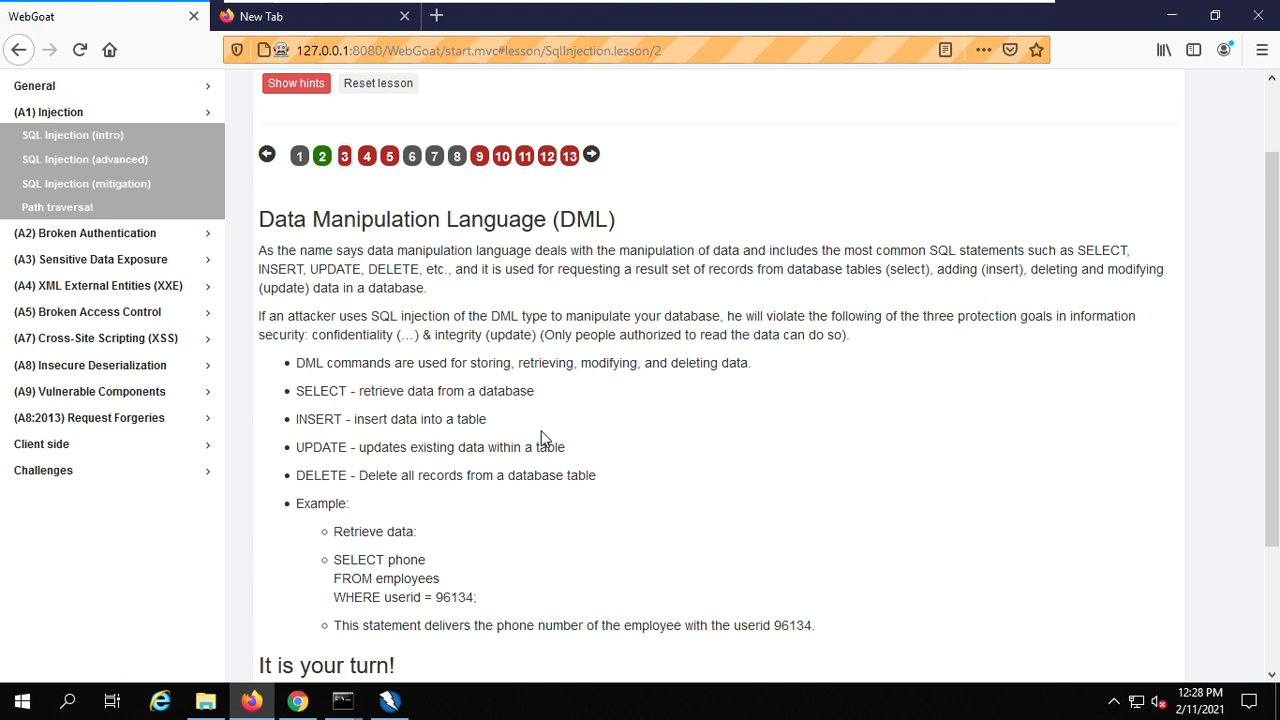 WebGoat
New Tab
127.0.0.1:8080/WebGoat/start.mvc#lesson/SqlInjection.lesson/2
General
(A1) Injection
SQL Injection (intro)
SQL Injection (advanced)
SQL Injection (mitigation)
Path traversal
(A2) Broken Authentication
(A3) Sensitive Data Exposure
(A4) XML External Entities (XXE)
(A5) Broken Access Control
(A7) Cross-Site Scripting (XSS)
(A8) Insecure Deserialization
(A9) Vulnerable Components
(A8:2013) Request Forgeries
Client side
Challenges
Show hints Reset lesson
1 2 3 4 5 6 7 8 9 10 11 12 13
Data Manipulation Language (DML)
As the name says data manipulation language deals with the manipulation of data and includes the most common SQL statements such as SELECT,
INSERT, UPDATE, DELETE, etc., and it is used for requesting a result set of records from database tables (select), adding (insert), deleting and modifying
(update) data in a database.
If an attacker uses SQL injection of the DML type to manipulate your database, he will violate the following of the three protection goals in information
security: confidentiality (…) & integrity (update) (Only people authorized to read the data can do so).
• DML commands are used for storing, retrieving, modifying, and deleting data.
• SELECT - retrieve data from a database
• INSERT - insert data into a table
• UPDATE - updates existing data within a table
• DELETE - Delete all records from a database table
• Example:
○ Retrieve data:
○ SELECT phone
FROM employees
WHERE userid = 96134;
○ This statement delivers the phone number of the employee with the userid 96134.
It is your turn!
12:28 PM
2/11/2021